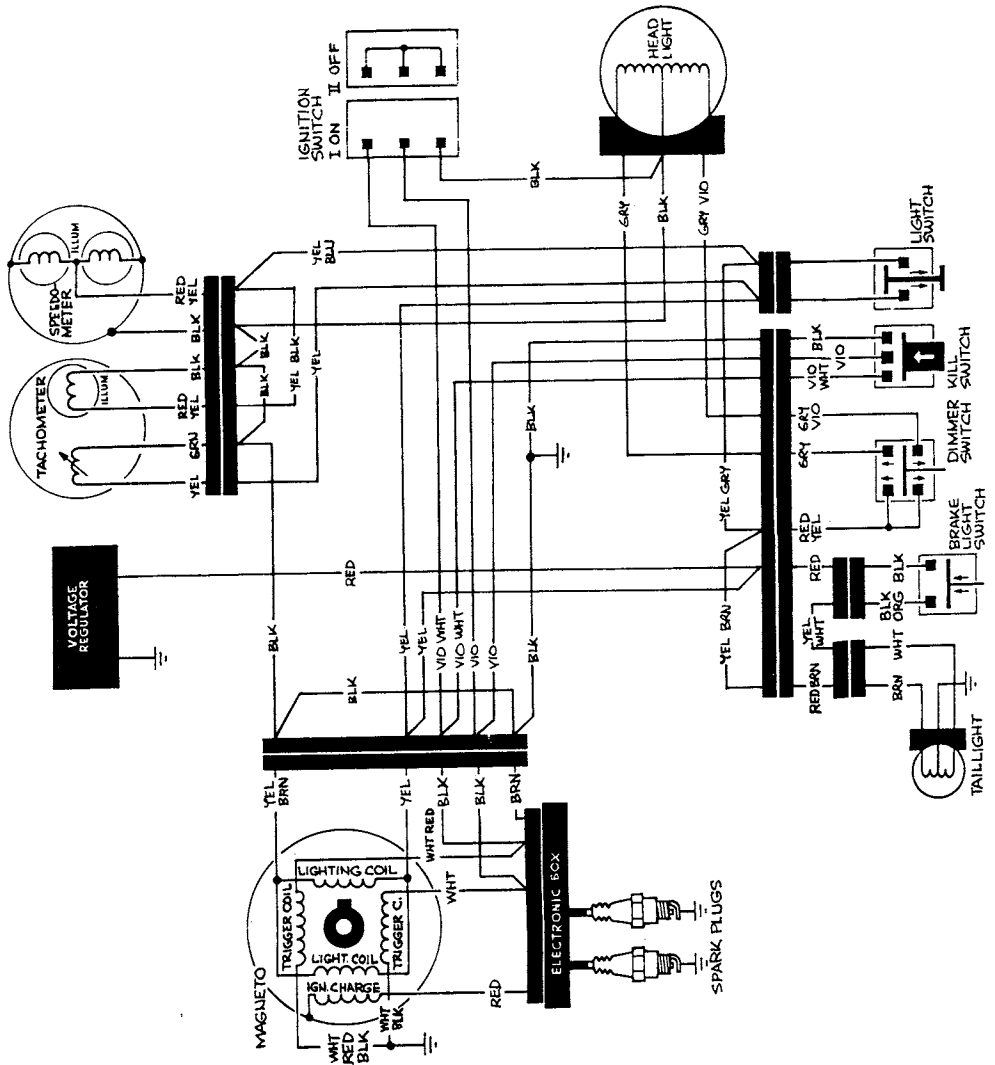 HEAD
LIGHT
IGNITION
SWITCH
I ON
II OFF
BLK
GRY
BLK
GRY VIO
LIGHT
SWITCH
ILLUM
SPEEDO-
METER
RED
YEL
BLK
YEL
BLU
BLK
YEL BLK
YEL
BLK
TACHOMETER
ILLUM
BLK
RED
YEL
GRN
YEL
BLK
VIO
VIO
WHT
KILL
SWITCH
GRY
VIO
GRY
DIMMER
SWITCH
BLK
YEL GRY
RED
YEL
BRAKE
LIGHT
SWITCH
VOLTAGE
REGULATOR
RED
RED
BLK
BLK
ORG
BLK
YEL
YEL
VIO WHT
VIO WHT
VIO
VIO
BLK
YEL BRN
YEL
WHT
WHT
RED BRN
BRN
TAILLIGHT
BLK
YEL
BRN
YEL
BLK
BLK
BRN
WHT RED
WHT
MAGNETO
LIGHTING COIL
TRIGGER COIL
TRIGGER C.
LIGHT COIL
IGN. CHARGE
RED
WHT
BLK
WHT
RED
BLK
ELECTRONIC BOX
SPARK PLUGS